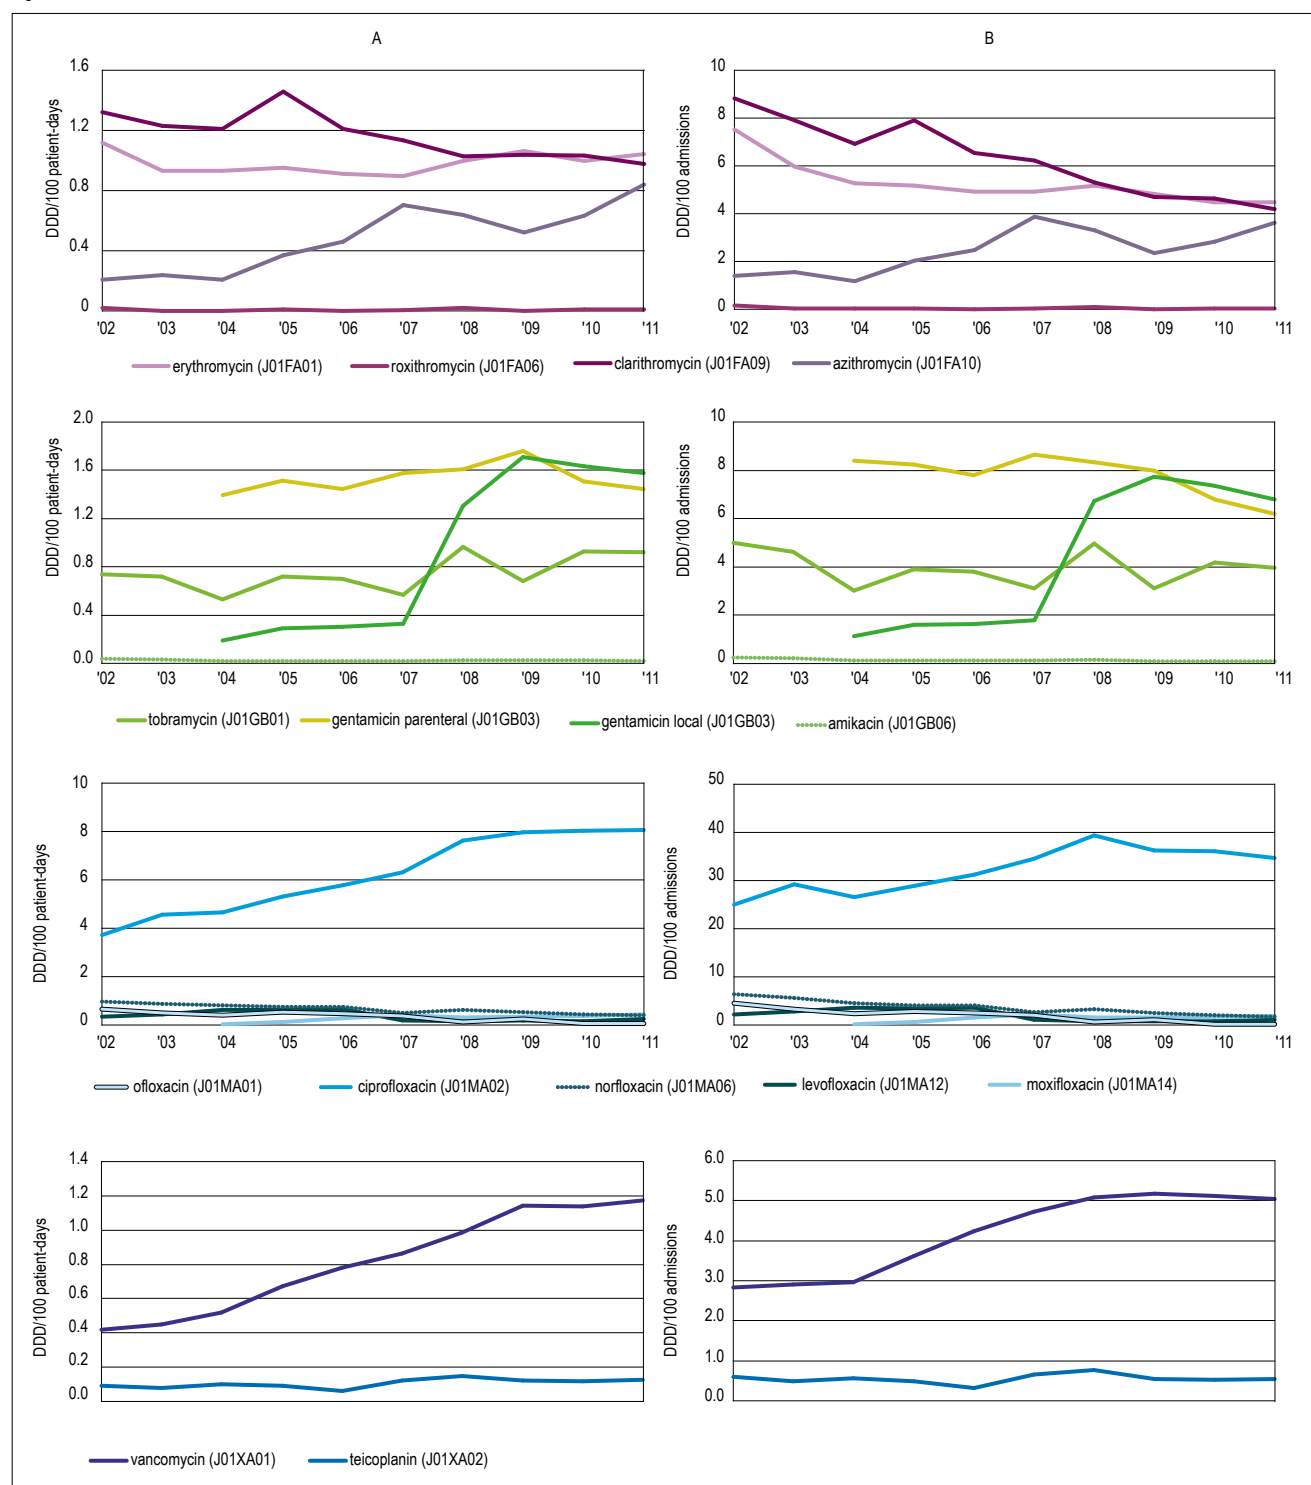 A
B
DDD/100 patient-days
1.6
1.2
0.8
0.4
0
'02 '03 '04 '05 '06 '07 '08 '09 '10 '11
DDD/100 admissions
10
8
6
4
2
0
'02 '03 '04 '05 '06 '07 '08 '09 '10 '11
erythromycin (J01FA01) roxithromycin (J01FA06) clarithromycin (J01FA09) azithromycin (J01FA10)
DDD/100 patient-days
2.0
1.6
1.2
0.8
0.4
0.0
'02 '03 '04 '05 '06 '07 '08 '09 '10 '11
DDD/100 admissions
10
8
6
4
2
0
'02 '03 '04 '05 '06 '07 '08 '09 '10 '11
tobramycin (J01GB01) gentamicin parenteral (J01GB03) gentamicin local (J01GB03) amikacin (J01GB06)
DDD/100 patient-days
10
8
6
4
2
0
'02 '03 '04 '05 '06 '07 '08 '09 '10 '11
DDD/100 admissions
50
40
30
20
10
0
'02 '03 '04 '05 '06 '07 '08 '09 '10 '11
ofloxacin (J01MA01) ciprofloxacin (J01MA02) norfloxacin (J01MA06) levofloxacin (J01MA12) moxifloxacin (J01MA14)
DDD/100 patient-days
1.4
1.2
1.0
0.8
0.6
0.4
0.2
0.0
DDD/100 admissions
6.0
5.0
4.0
3.0
2.0
1.0
0.0
vancomycin (J01XA01) teicoplanin (J01XA02)